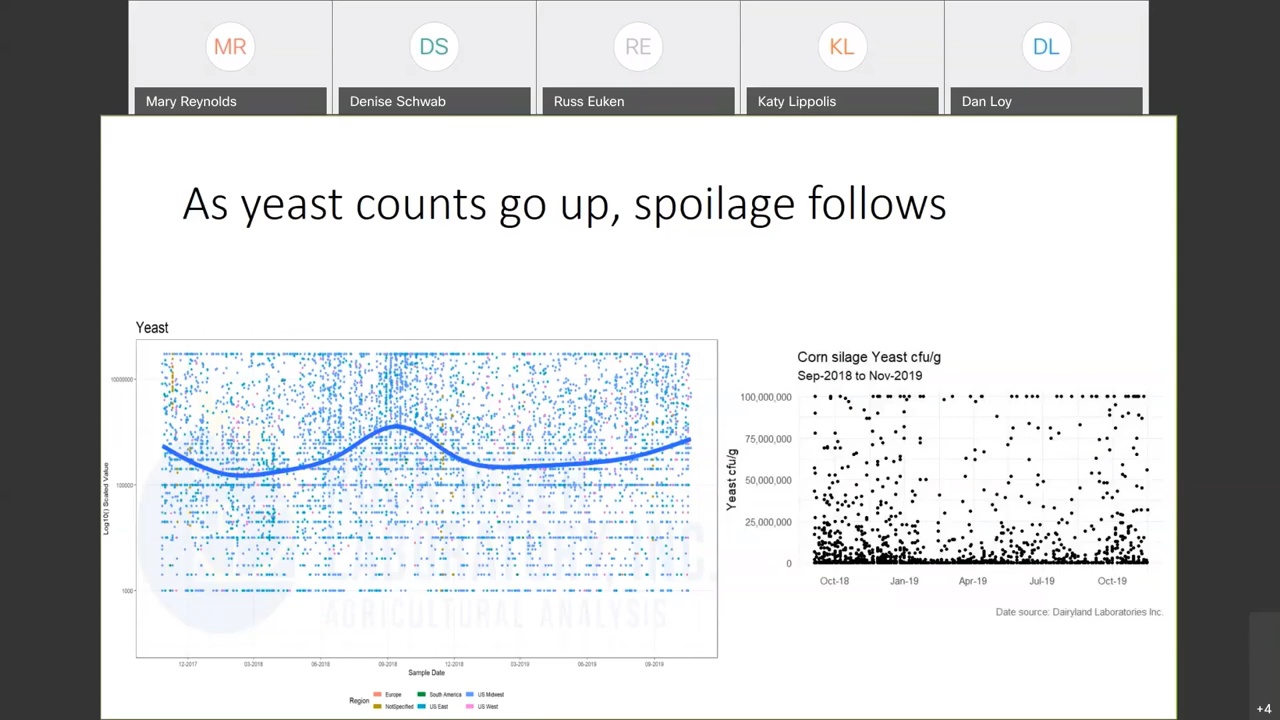 MR DS RE KL DL
Mary Reynolds Denise Schwab Russ Euken Katy Lippolis Dan Loy
As yeast counts go up, spoilage follows
Yeast
10000000
100000
1000
Log10() Scaled Value
12-2017 03-2018 06-2018 09-2018 12-2018 03-2019 06-2019 09-2019
Sample Date
Region
Europe South America US Midwest
NotSpecified US East US West
AGRICULTURAL ANALYSIS
Corn silage Yeast cfu/g
Sep-2018 to Nov-2019
100,000,000
75,000,000
50,000,000
25,000,000
0
Yeast cfu/g
Oct-18 Jan-19 Apr-19 Jul-19 Oct-19
Date source: Dairyland Laboratories Inc.
+4